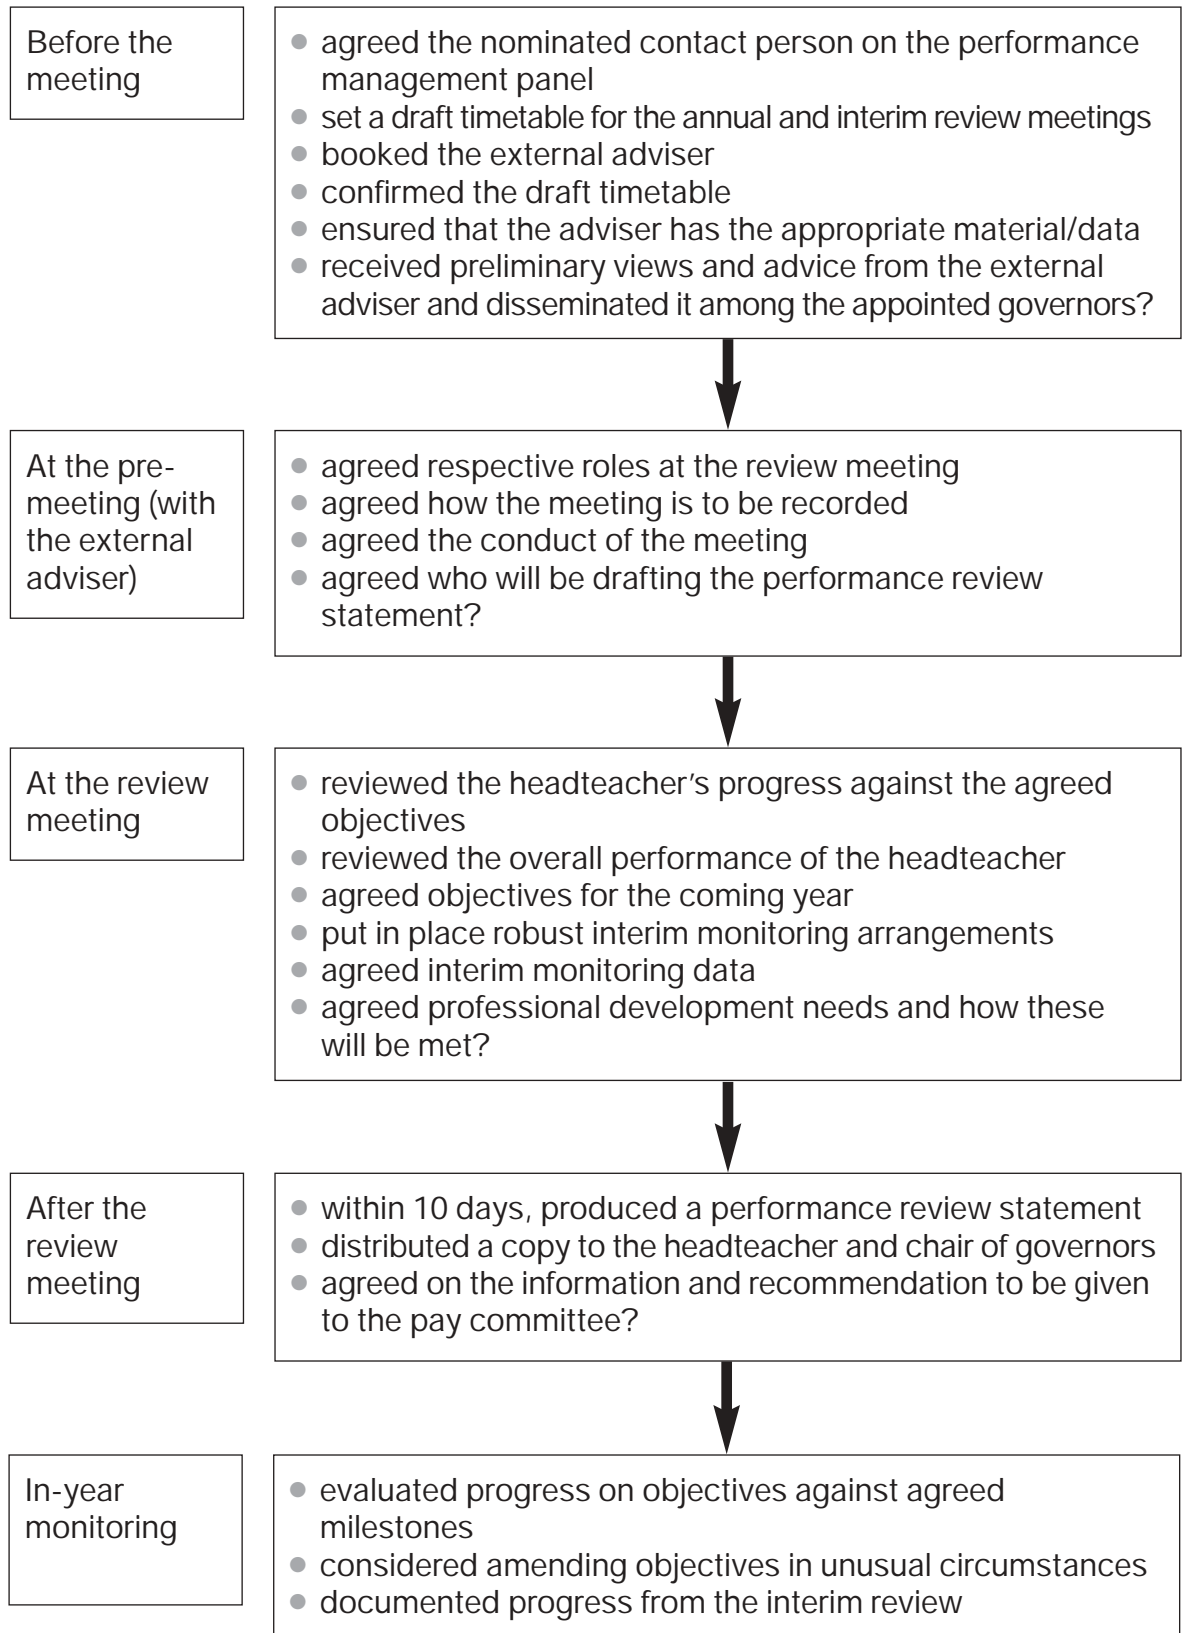 Before the
meeting
● agreed the nominated contact person on the performance
management panel
● set a draft timetable for the annual and interim review meetings
● booked the external adviser
● confirmed the draft timetable
● ensured that the adviser has the appropriate material/data
● received preliminary views and advice from the external
adviser and disseminated it among the appointed governors?
At the pre-
meeting (with
the external
adviser)
● agreed respective roles at the review meeting
● agreed how the meeting is to be recorded
● agreed the conduct of the meeting
● agreed who will be drafting the performance review
statement?
At the review
meeting
● reviewed the headteacher's progress against the agreed
objectives
● reviewed the overall performance of the headteacher
● agreed objectives for the coming year
● put in place robust interim monitoring arrangements
● agreed interim monitoring data
● agreed professional development needs and how these
will be met?
After the
review
meeting
● within 10 days, produced a performance review statement
● distributed a copy to the headteacher and chair of governors
● agreed on the information and recommendation to be given
to the pay committee?
In-year
monitoring
● evaluated progress on objectives against agreed
milestones
● considered amending objectives in unusual circumstances
● documented progress from the interim review